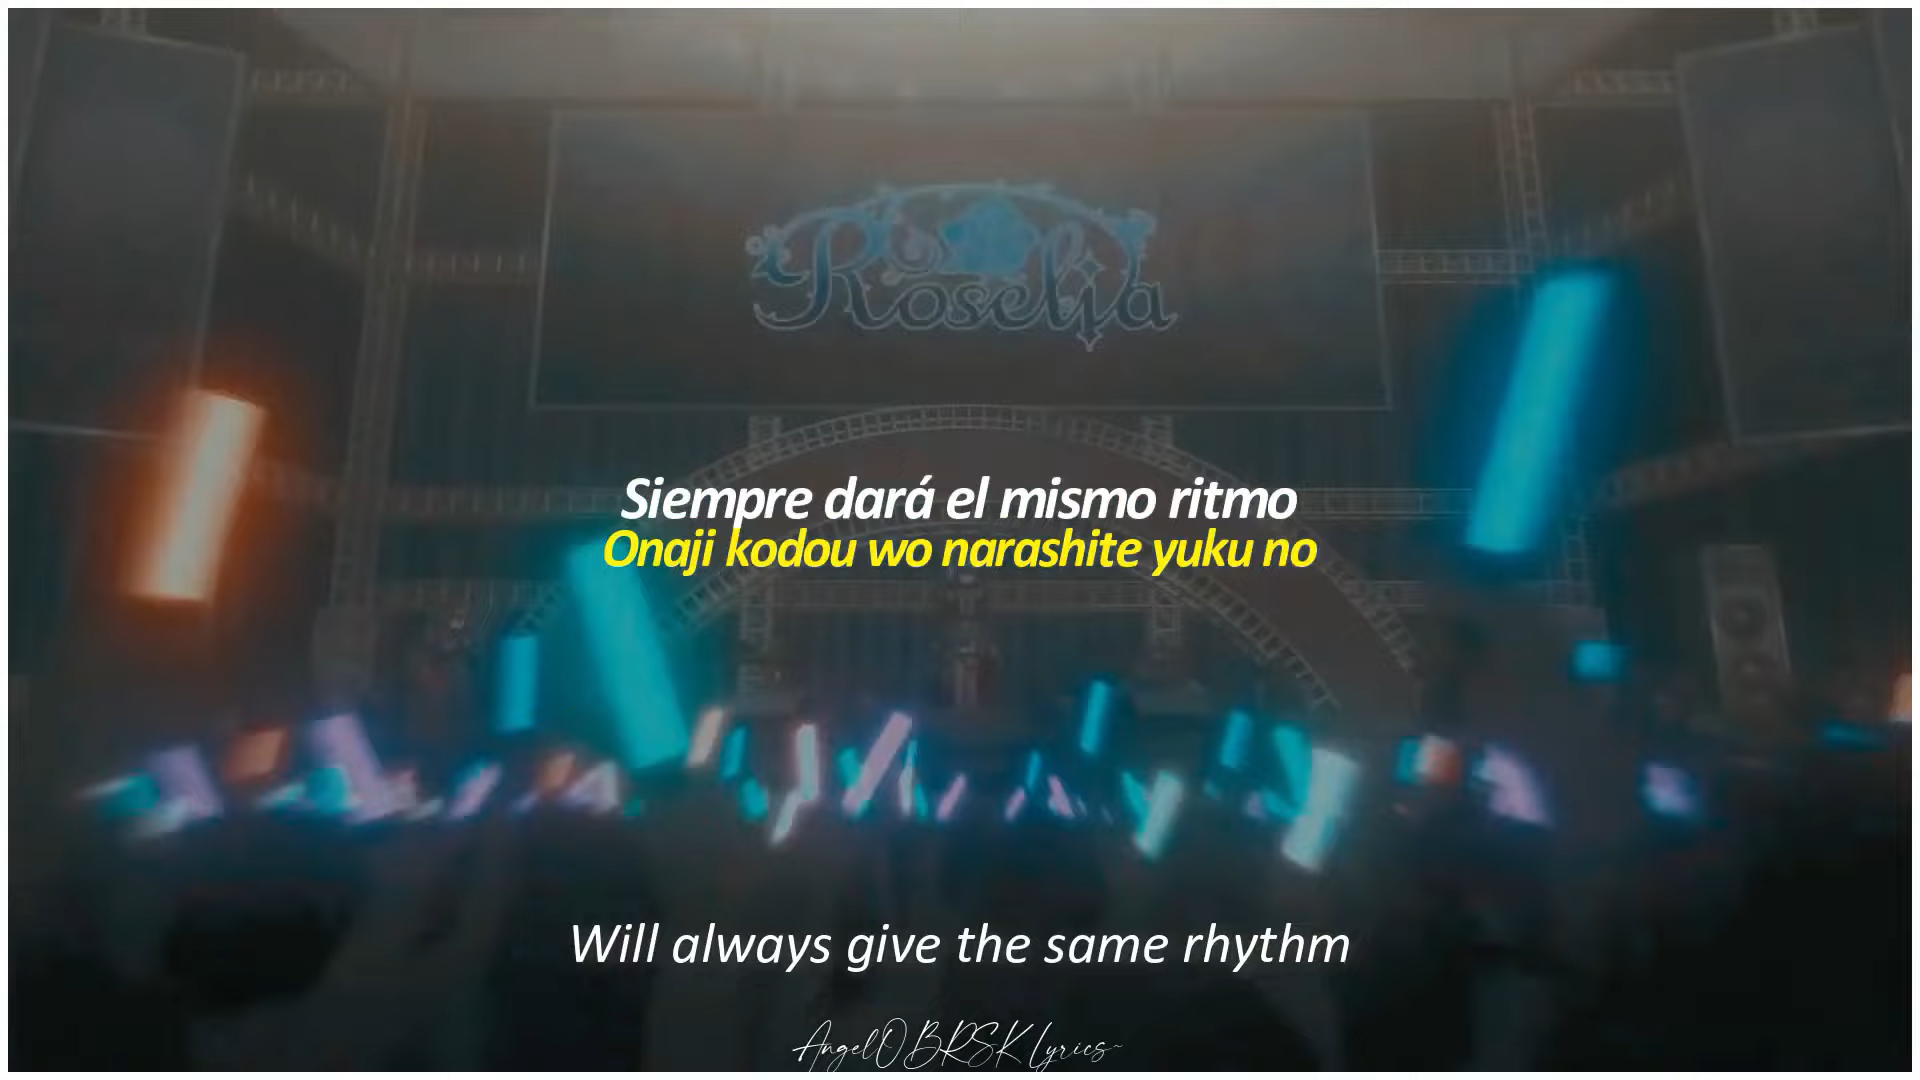 Roselia
Siempre dará el mismo ritmo
Onaji kodou wo narashite yuku no
Will always give the same rhythm
AngelOBRSK Lyrics~